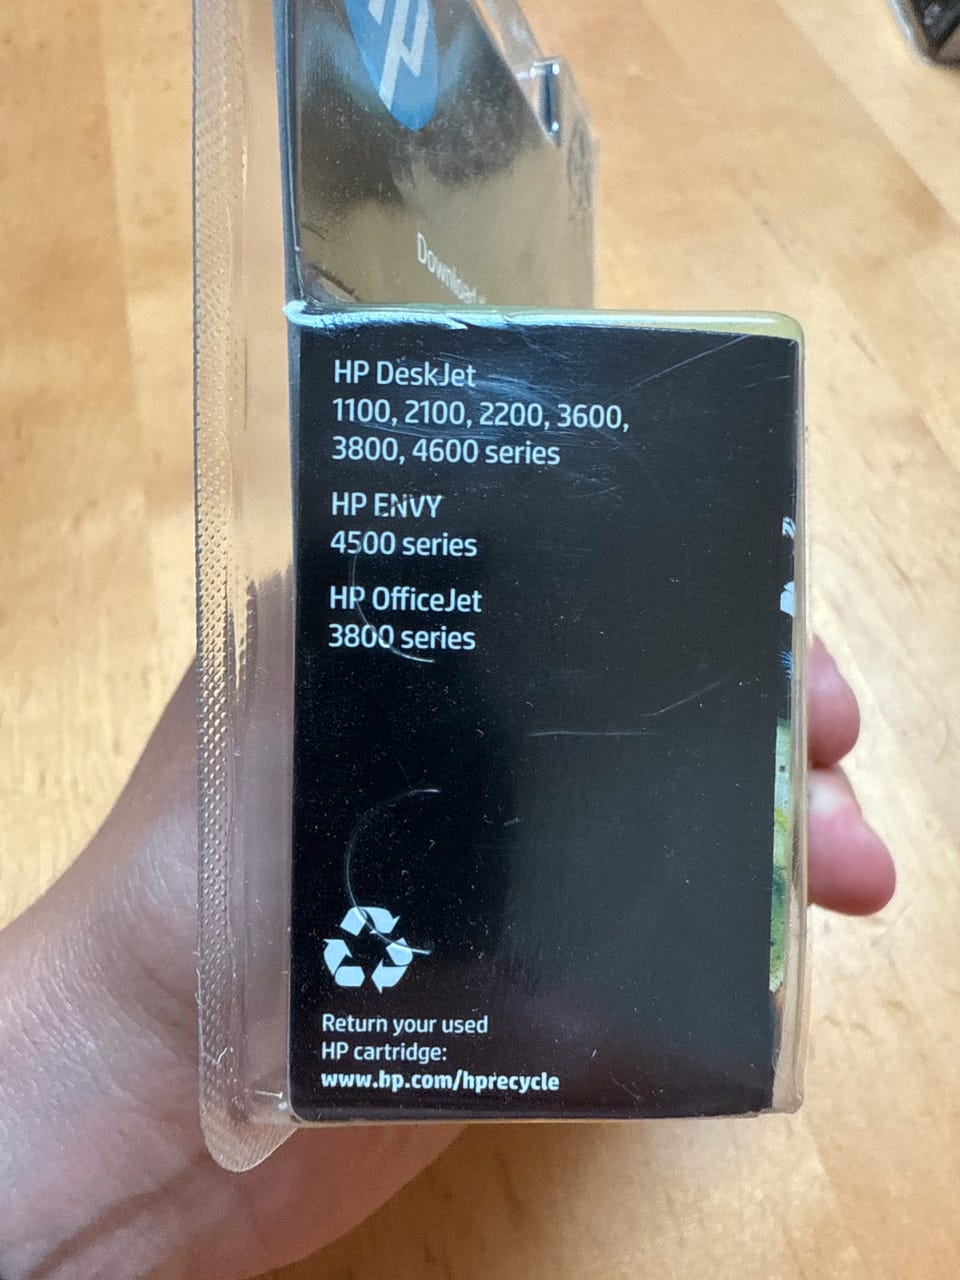 Download
HP DeskJet
1100, 2100, 2200, 3600,
3800, 4600 series
HP ENVY
4500 series
HP OfficeJet
3800 series
Return your used
HP cartridge:
www.hp.com/hprecycle